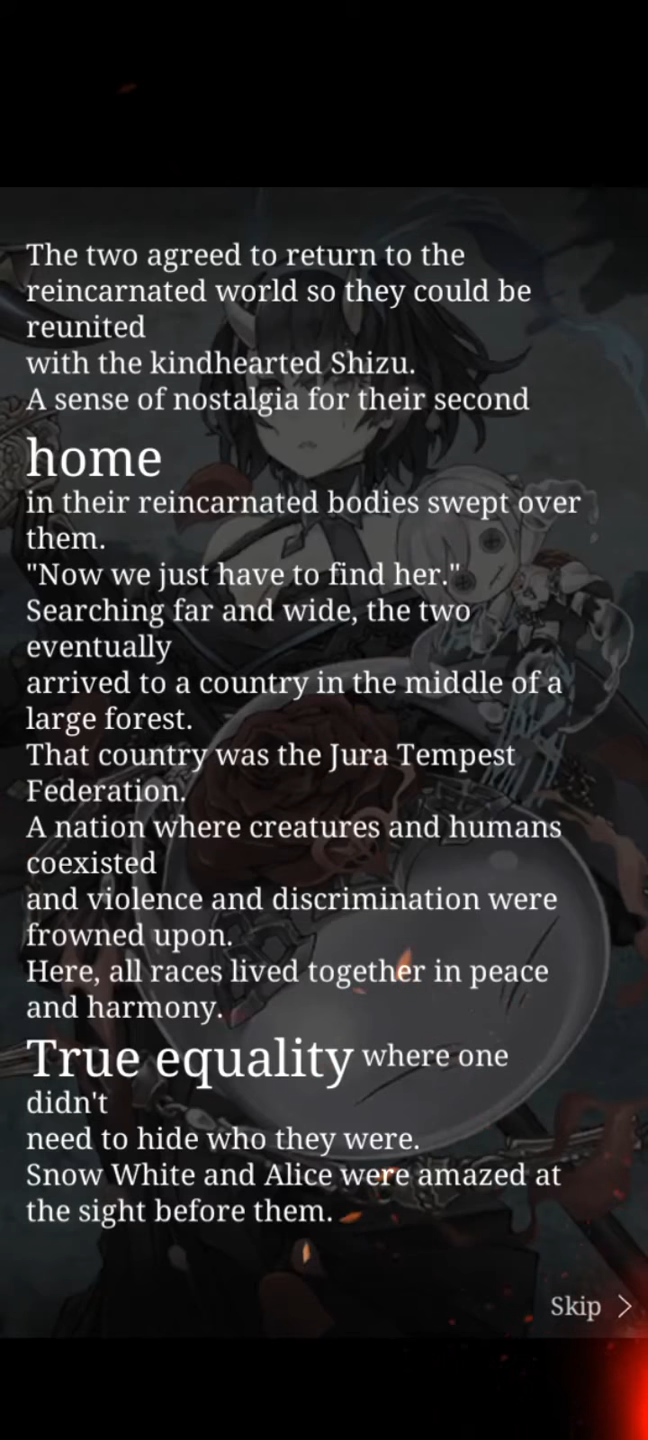 The two agreed to return to the
reincarnated world so they could be
reunited
with the kindhearted Shizu.
A sense of nostalgia for their second
home
in their reincarnated bodies swept over
them.
"Now we just have to find her."
Searching far and wide, the two
eventually
arrived to a country in the middle of a
large forest.
That country was the Jura Tempest
Federation.
A nation where creatures and humans
coexisted
and violence and discrimination were
frowned upon.
Here, all races lived together in peace
and harmony.
True equality where one
didn't
need to hide who they were.
Snow White and Alice were amazed at
the sight before them.
Skip >